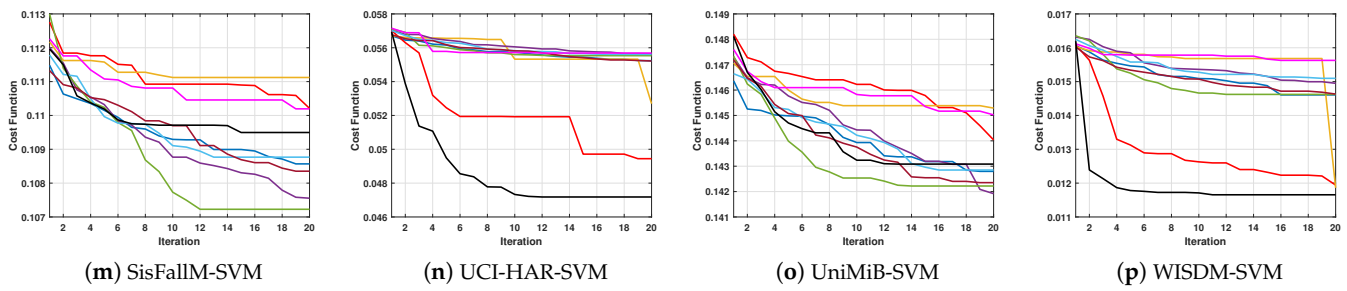 0.113
0.112
0.111
0.11
0.109
0.108
0.107
Cost Function
2 4 6 8 10 12 14 16 18 20
Iteration
(m) SisFallM-SVM
0.058
0.056
0.054
0.052
0.05
0.048
0.046
Cost Function
2 4 6 8 10 12 14 16 18 20
Iteration
(n) UCI-HAR-SVM
0.149
0.148
0.147
0.146
0.145
0.144
0.143
0.142
0.141
Cost Function
2 4 6 8 10 12 14 16 18 20
Iteration
(o) UniMiB-SVM
0.017
0.016
0.015
0.014
0.013
0.012
0.011
Cost Function
2 4 6 8 10 12 14 16 18 20
Iteration
(p) WISDM-SVM